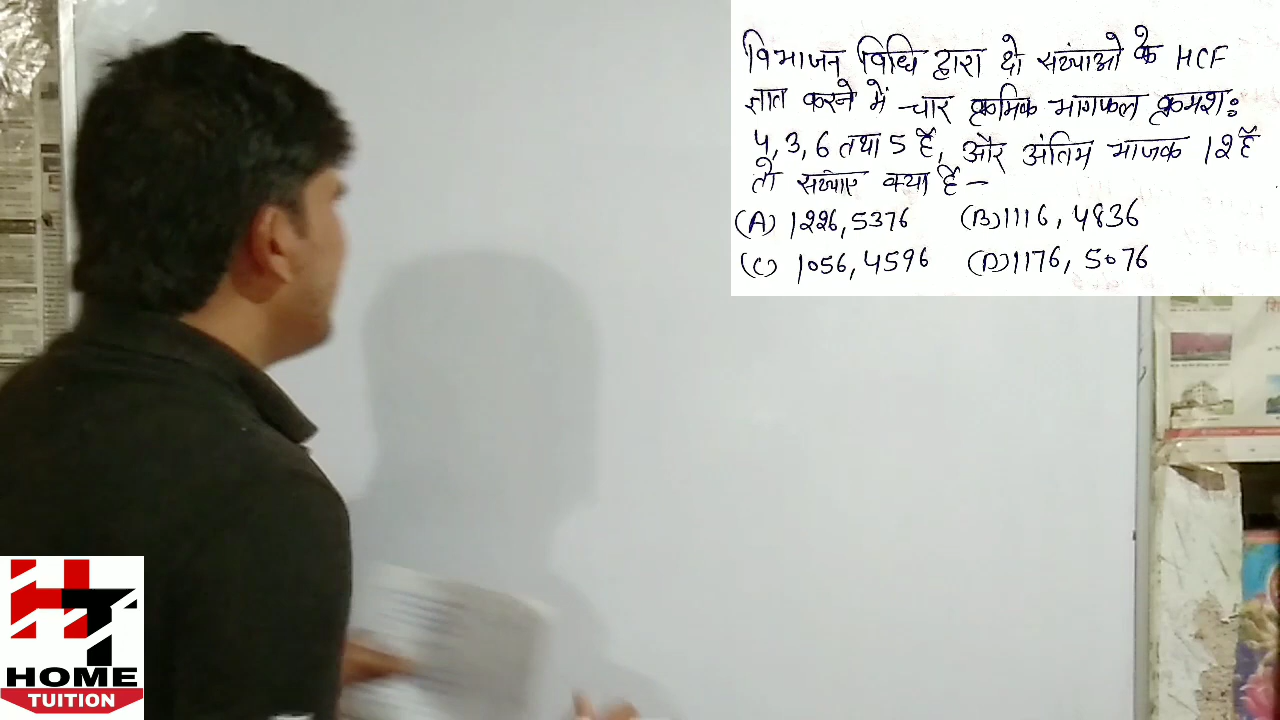 विभाजन विधि द्वारा दो संख्याओ के HCF
ज्ञात करने में चार क्रमिक भागफल क्रमशः
4, 3, 6 तथा 5 हैं, और अंतिम भाजक 12 हैं
तो संख्याए क्या हैं –
(A) 1226, 5376 (B) 1116, 4836
(C) 1056, 4596 (D) 1176, 5076
HT
HOME
TUITION